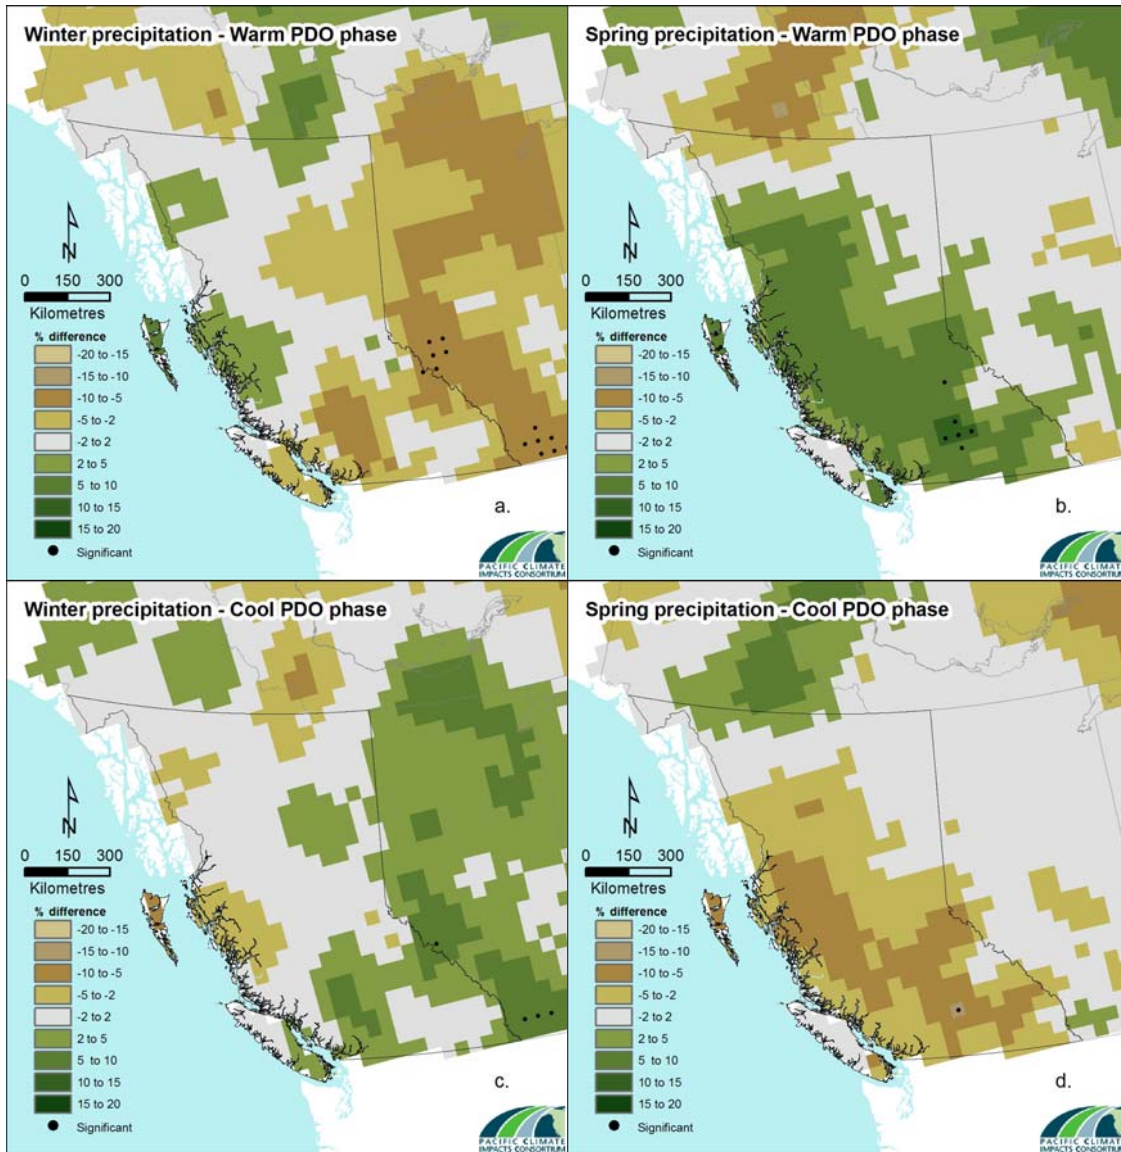 Winter precipitation - Warm PDO phase
N
0 150 300
Kilometres
% difference
-20 to -15
-15 to -10
-10 to -5
-5 to -2
-2 to 2
2 to 5
5 to 10
10 to 15
15 to 20
Significant
a.
PACIFIC CLIMATE
IMPACTS CONSORTIUM
Spring precipitation - Warm PDO phase
N
0 150 300
Kilometres
% difference
-20 to -15
-15 to -10
-10 to -5
-5 to -2
-2 to 2
2 to 5
5 to 10
10 to 15
15 to 20
Significant
b.
PACIFIC CLIMATE
IMPACTS CONSORTIUM
Winter precipitation - Cool PDO phase
N
0 150 300
Kilometres
% difference
-20 to -15
-15 to -10
-10 to -5
-5 to -2
-2 to 2
2 to 5
5 to 10
10 to 15
15 to 20
Significant
c.
PACIFIC CLIMATE
IMPACTS CONSORTIUM
Spring precipitation - Cool PDO phase
N
0 150 300
Kilometres
% difference
-20 to -15
-15 to -10
-10 to -5
-5 to -2
-2 to 2
2 to 5
5 to 10
10 to 15
15 to 20
Significant
d.
PACIFIC CLIMATE
IMPACTS CONSORTIUM